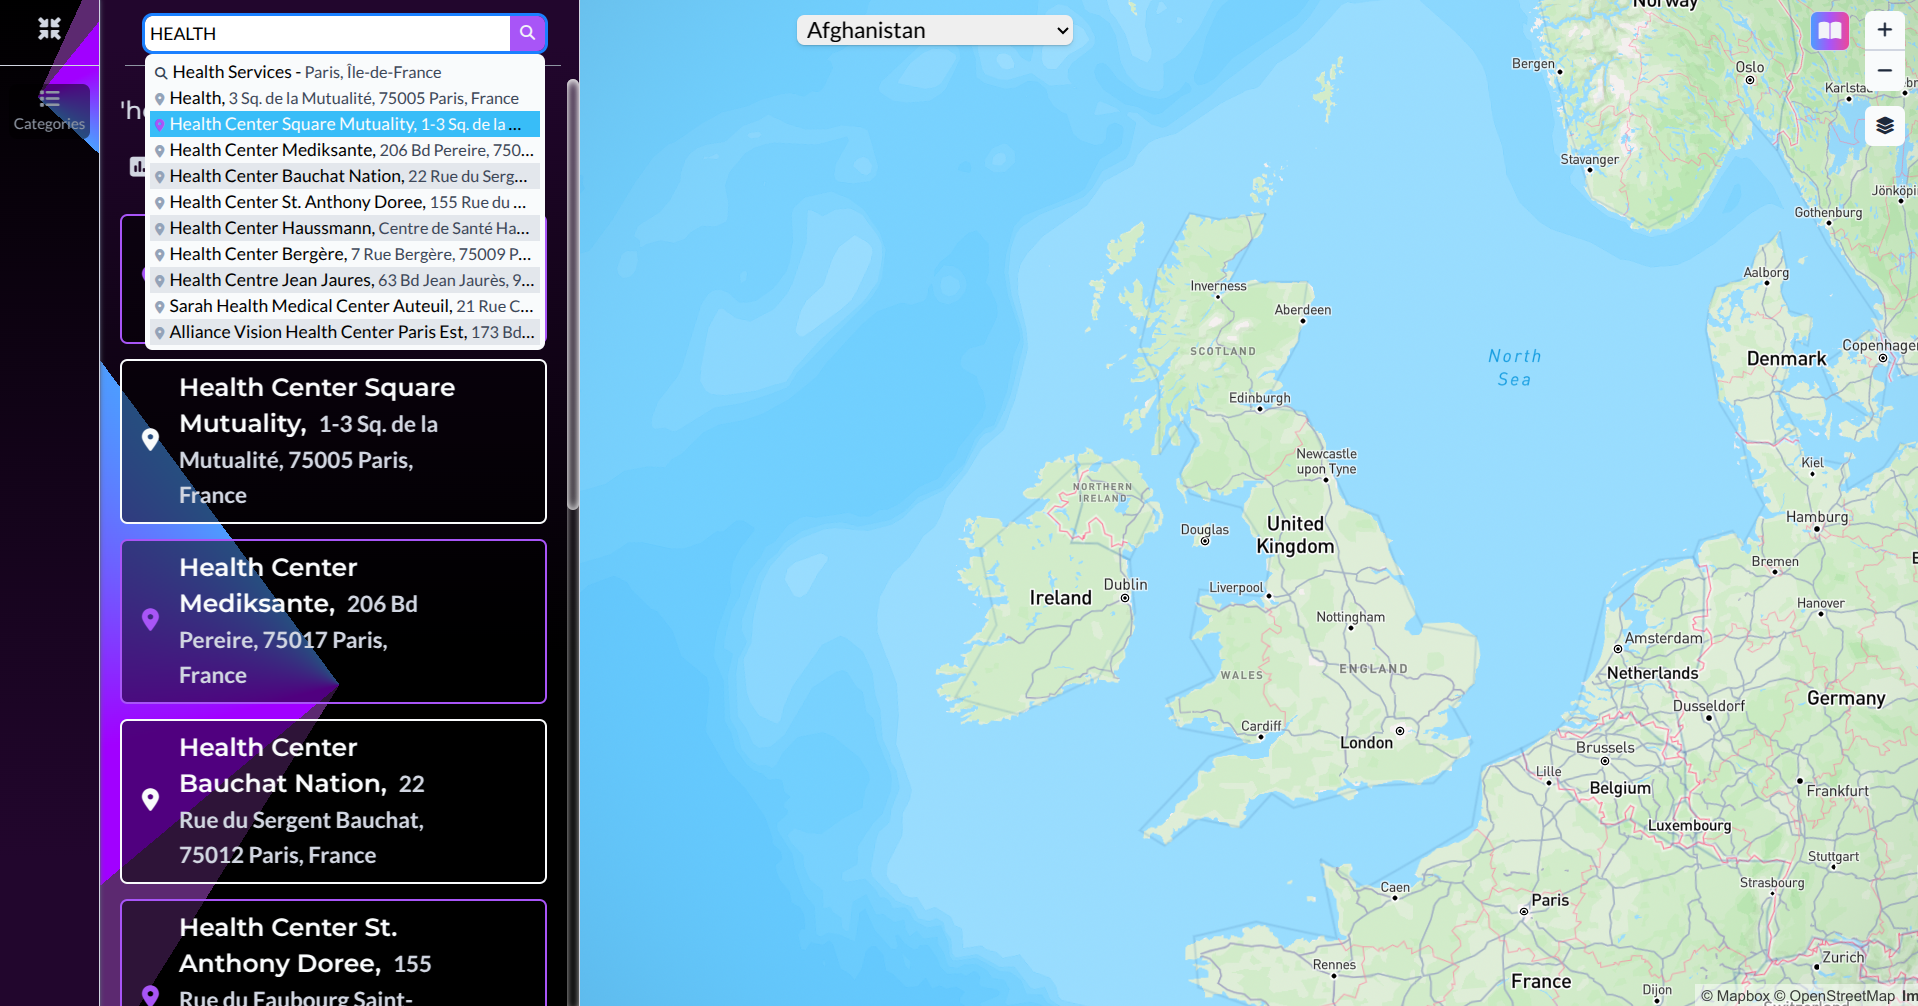 HEALTH
Afghanistan
Categories
Health Services - Paris, Île-de-France
Health, 3 Sq. de la Mutualité, 75005 Paris, France
Health Center Square Mutuality, 1-3 Sq. de la ...
Health Center Mediksante, 206 Bd Pereire, 750...
Health Center Bauchat Nation, 22 Rue du Serg...
Health Center St. Anthony Doree, 155 Rue du ...
Health Center Haussmann, Centre de Santé Ha...
Health Center Bergère, 7 Rue Bergère, 75009 P...
Health Centre Jean Jaures, 63 Bd Jean Jaurès, 9...
Sarah Health Medical Center Auteuil, 21 Rue C...
Alliance Vision Health Center Paris Est, 173 Bd...
Health Center Square
Mutuality, 1-3 Sq. de la
Mutualité, 75005 Paris,
France
Health Center
Mediksante, 206 Bd
Pereire, 75017 Paris,
France
Health Center
Bauchat Nation, 22
Rue du Sergent Bauchat,
75012 Paris, France
Health Center St.
Anthony Doree, 155
Rue du Faubourg Saint-
Norway
Bergen
Oslo
Karlsta
Stavanger
Jönköpi
Gothenburg
Aalborg
Inverness
Aberdeen
SCOTLAND
North
Sea
Denmark
Copenhagen
Edinburgh
Newcastle
upon Tyne
Kiel
NORTHERN
IRELAND
Douglas
United
Kingdom
Hamburg
Bremen
Dublin
Liverpool
Ireland
Nottingham
Hanover
Amsterdam
ENGLAND
WALES
Netherlands
Germany
Dusseldorf
Cardiff
London
Brussels
Lille
Belgium
Frankfurt
Luxembourg
Stuttgart
Strasbourg
Caen
Paris
Rennes
Zurich
France
Dijon
© Mapbox © OpenStreetMap Im